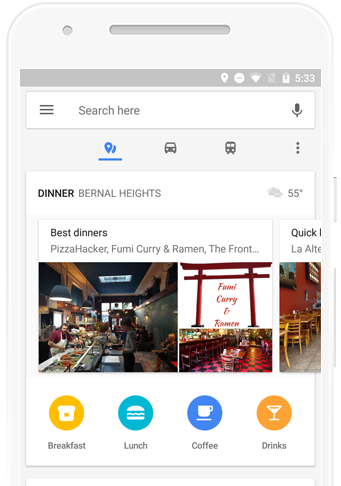 5:33
Search here
DINNER BERNAL HEIGHTS
55°
Best dinners
Quick
PizzaHacker, Fumi Curry & Ramen, The Front...
La Alte
Fumi
Curry
&
Ramen
Breakfast
Lunch
Coffee
Drinks